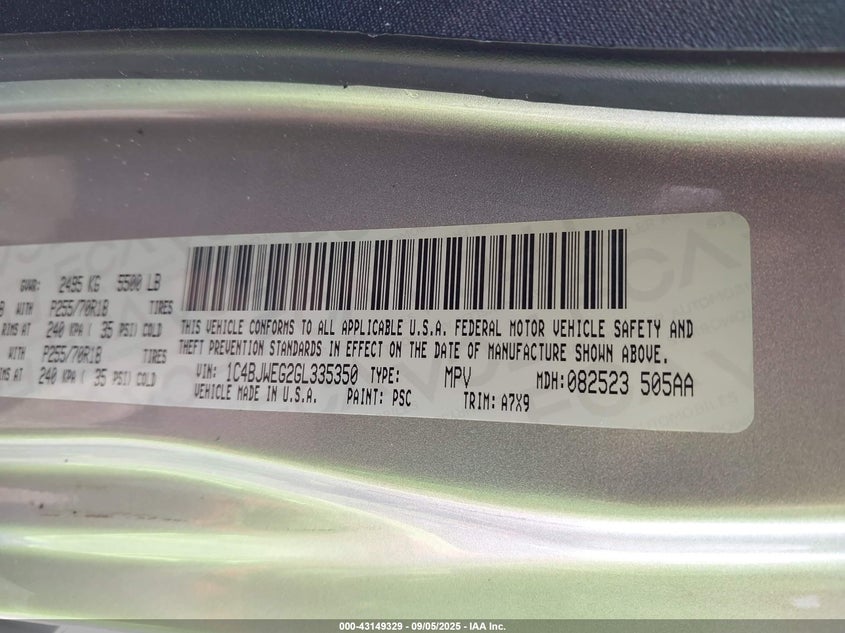 GVWR: 2495 KG 5500 LB
WITH P255/70R18 TIRES
RIMS AT 240 KPA ( 35 PSI) COLD
WITH P255/70R18 TIRES
RIMS AT 240 KPA ( 35 PSI) COLD
THIS VEHICLE CONFORMS TO ALL APPLICABLE U.S.A. FEDERAL MOTOR VEHICLE SAFETY AND
THEFT PREVENTION STANDARDS IN EFFECT ON THE DATE OF MANUFACTURE SHOWN ABOVE.
VIN: 1C4BJWEG2GL335350 TYPE: MPV MDH:082523 505AA
VEHICLE MADE IN U.S.A. PAINT: PSC TRIM: A7X9
000-43149329 - 09/05/2025 - IAA Inc.